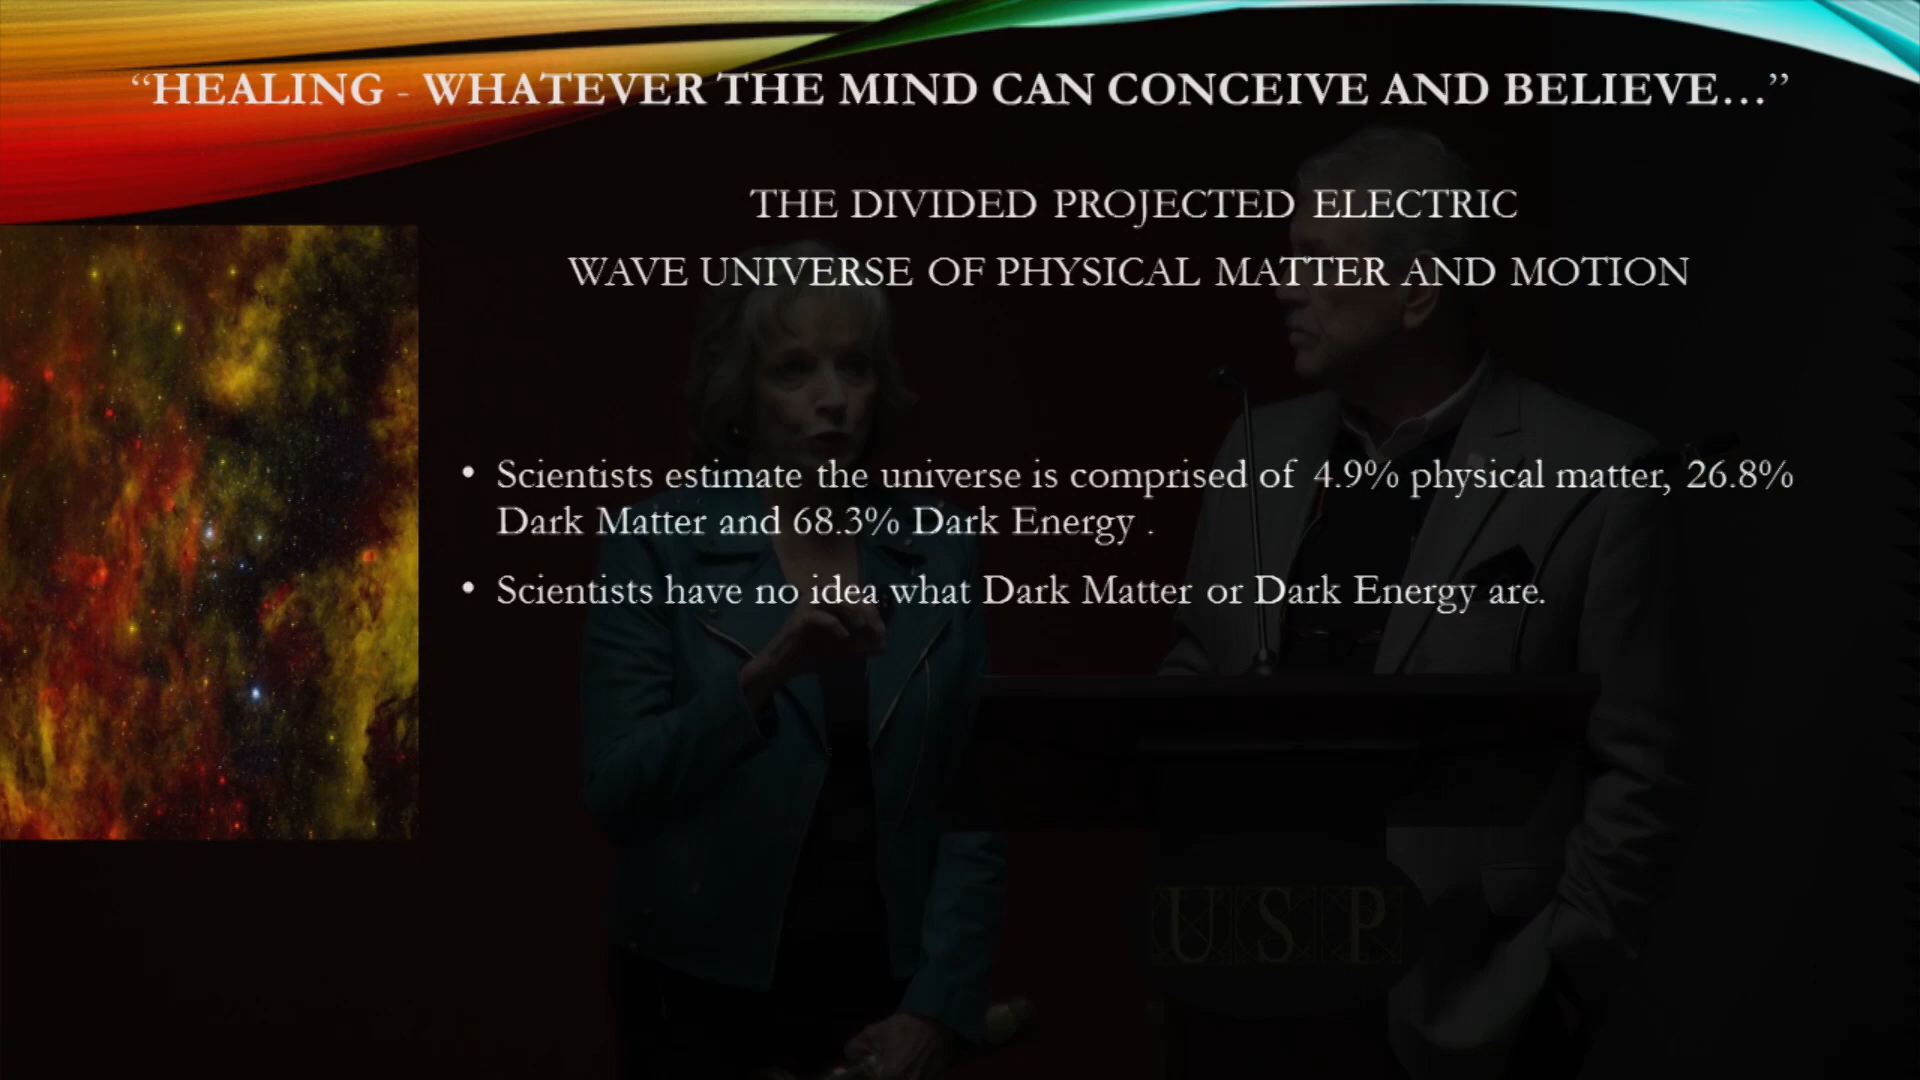 “HEALING - WHATEVER THE MIND CAN CONCEIVE AND BELIEVE…”
THE DIVIDED PROJECTED ELECTRIC
WAVE UNIVERSE OF PHYSICAL MATTER AND MOTION
• Scientists estimate the universe is comprised of 4.9% physical matter, 26.8%
Dark Matter and 68.3% Dark Energy .
• Scientists have no idea what Dark Matter or Dark Energy are.
USP